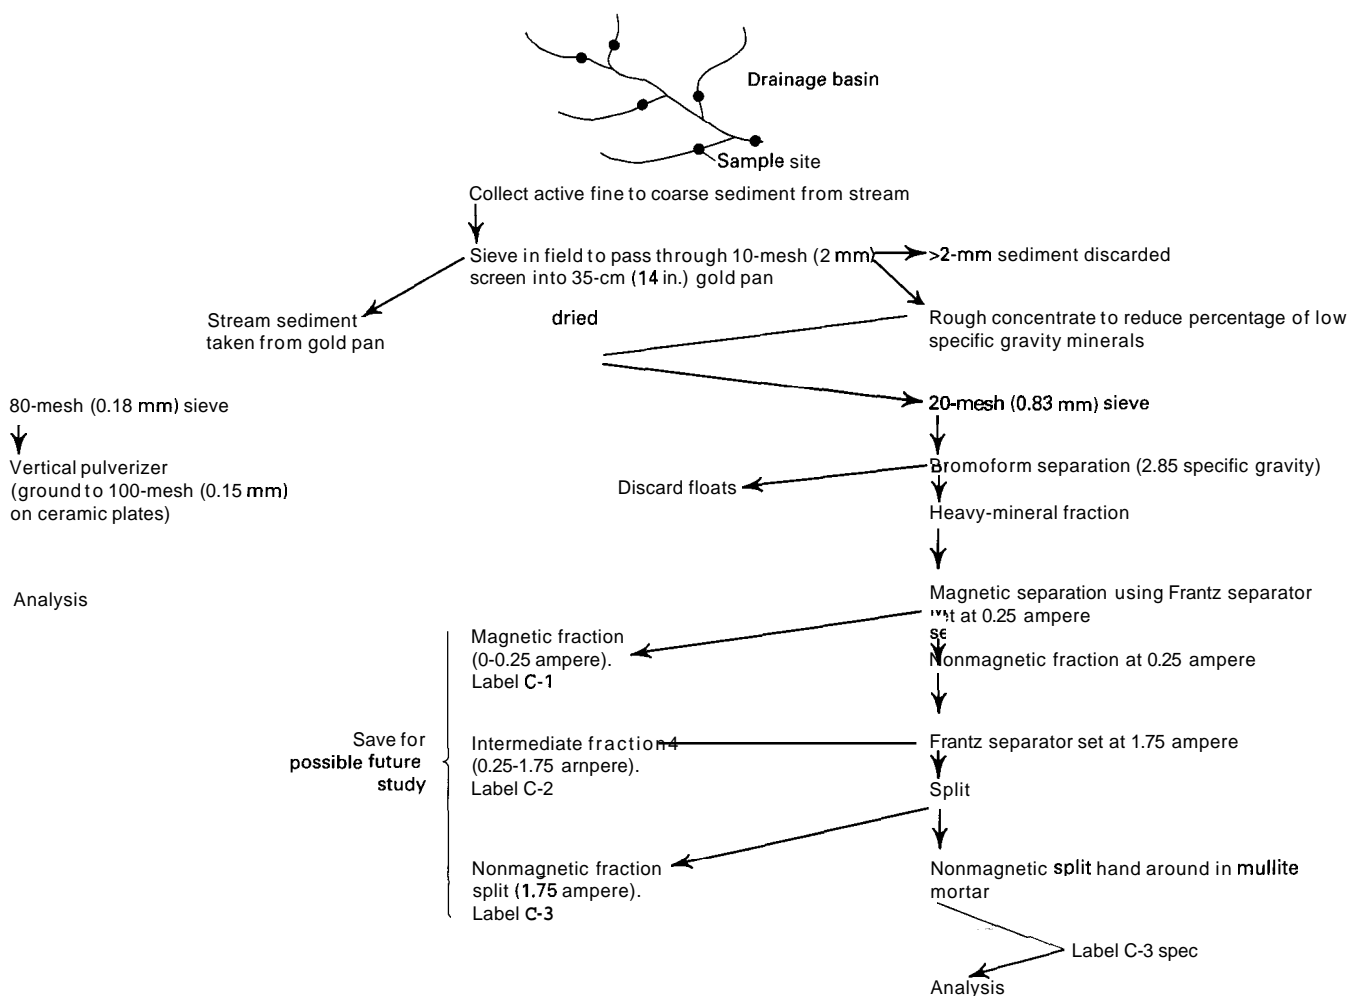 Drainage basin
Sample site
Collect active fine to coarse sediment from stream
Sieve in field to pass through 10-mesh (2 mm)
screen into 35-cm (14 in.) gold pan
>2-mm sediment discarded
Stream sediment
taken from gold pan
dried
Rough concentrate to reduce percentage of low
specific gravity minerals
80-mesh (0.18 mm) sieve
20-mesh (0.83 mm) sieve
Vertical pulverizer
(ground to 100-mesh (0.15 mm)
on ceramic plates)
Bromoform separation (2.85 specific gravity)
Discard floats
Heavy-mineral fraction
Analysis
Magnetic separation using Frantz separator
set at 0.25 ampere
Magnetic fraction
(0-0.25 ampere).
Label C-1
Nonmagnetic fraction at 0.25 ampere
Save for
possible future
study
Intermediate fraction4
(0.25-1.75 arnpere).
Label C-2
Frantz separator set at 1.75 ampere
Split
Nonmagnetic fraction
split (1.75 ampere).
Label C-3
Nonmagnetic split hand around in mullite
mortar
Label C-3 spec
Analysis